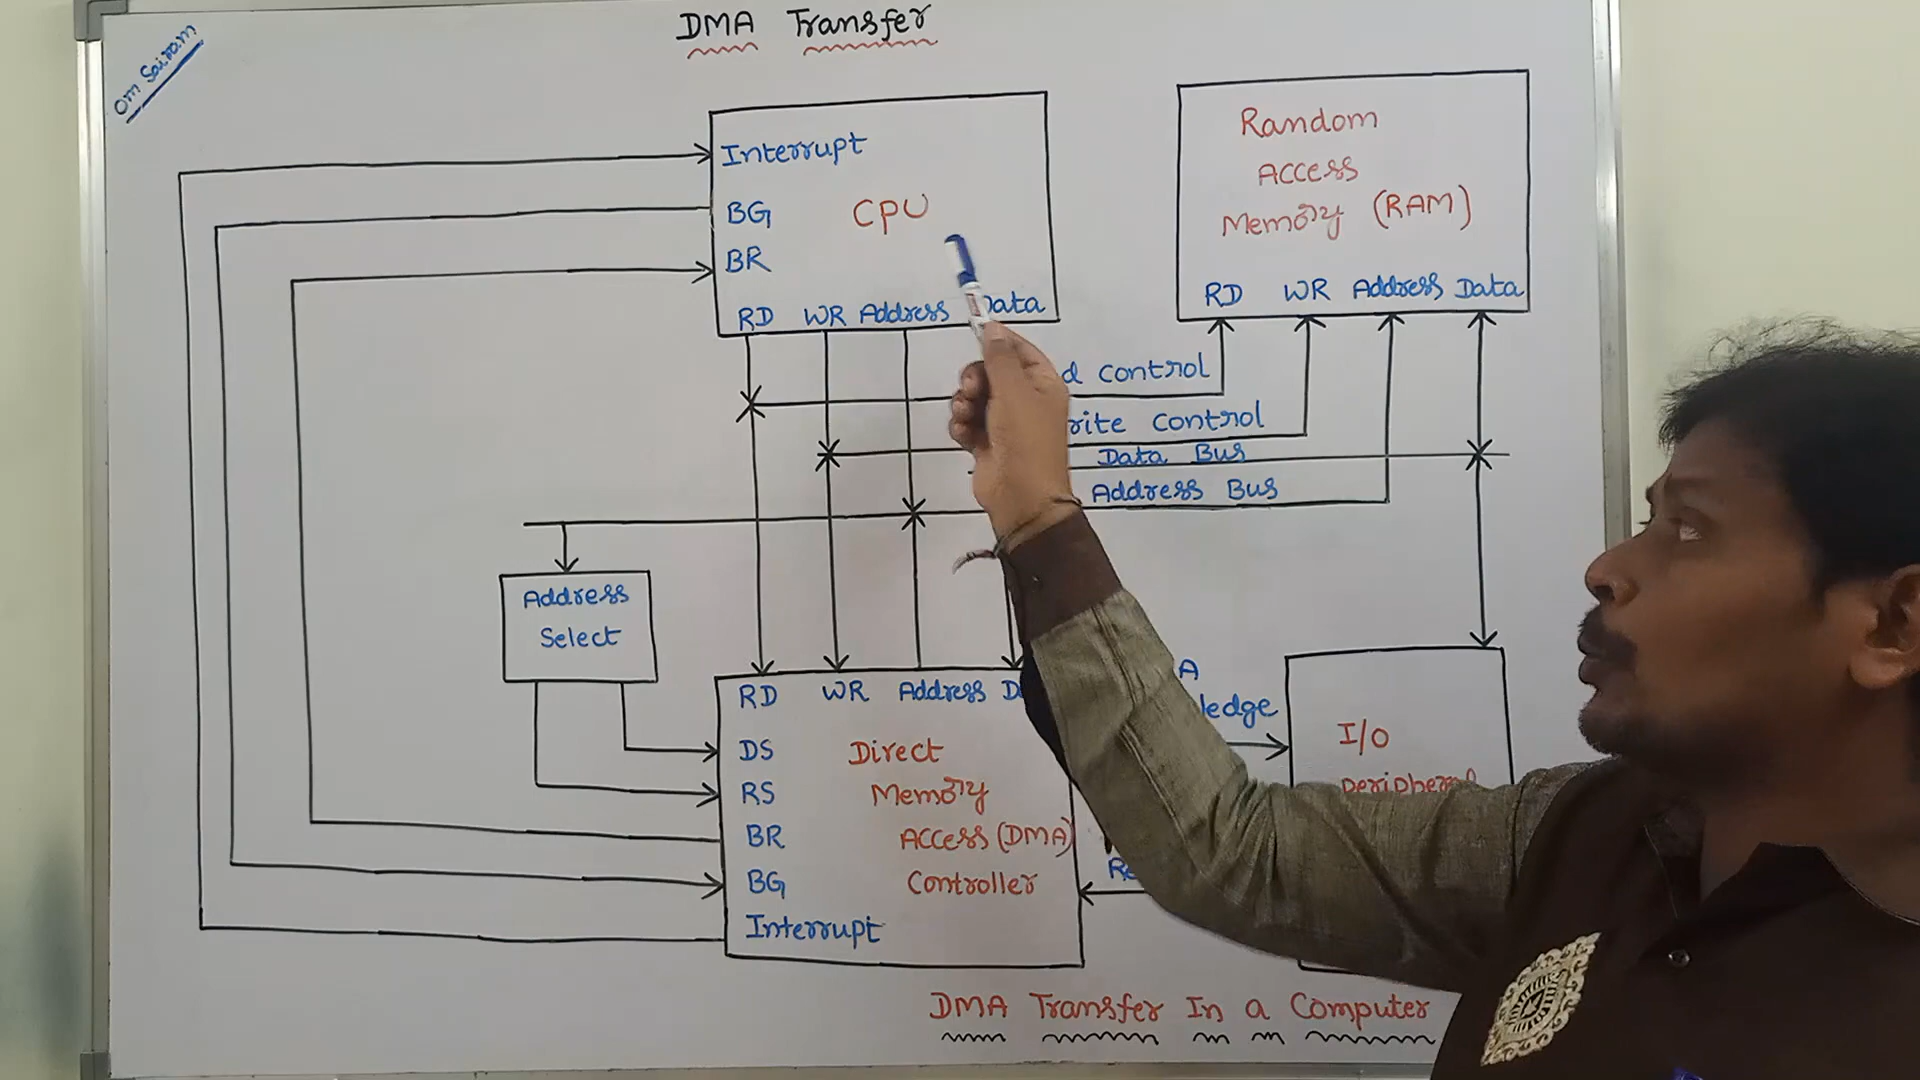 DMA Transfer
Om Sairam
Interrupt
BG
CPU
BR
RD WR Address Data
Random
Access
Memory (RAM)
RD WR Address Data
control
control
Data Bus
Address Bus
Address
Select
RD WR Address
DS
RS
BR
BG
Interrupt
Direct
Memory
Access (DMA)
Controller
I/O
Peripheral
DMA Transfer In a Computer